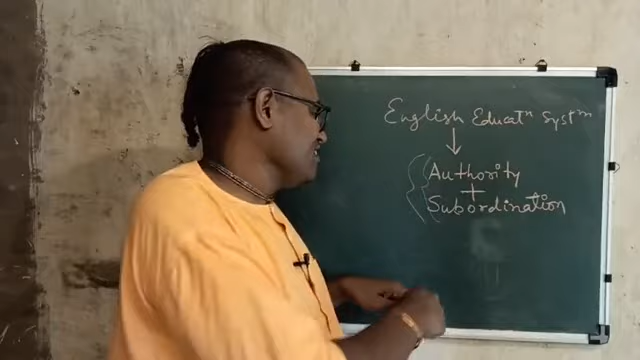 English Educatⁿ Systᵐ
Authority
+
Subordination